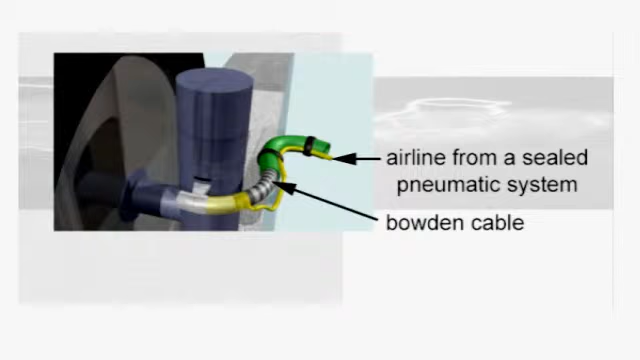 airline from a sealed
pneumatic system
bowden cable